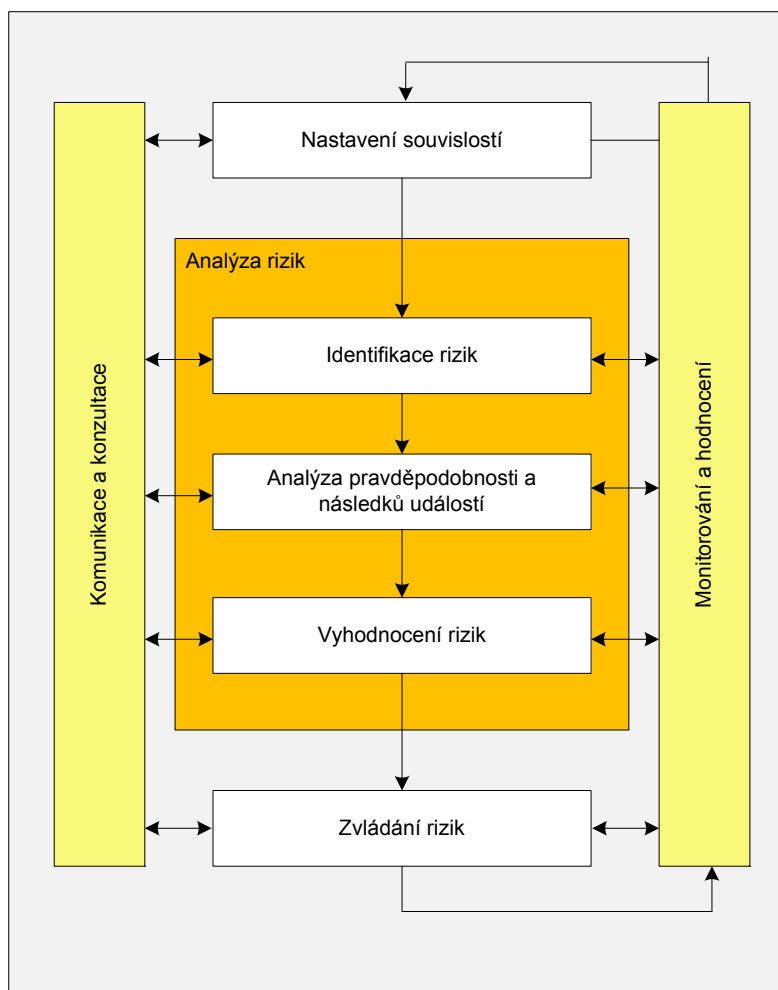 Nastavení souvislostí
Analýza rizik
Identifikace rizik
Analýza pravděpodobnosti a
následků událostí
Vyhodnocení rizik
Zvládání rizik
Komunikace a konzultace
Monitorování a hodnocení